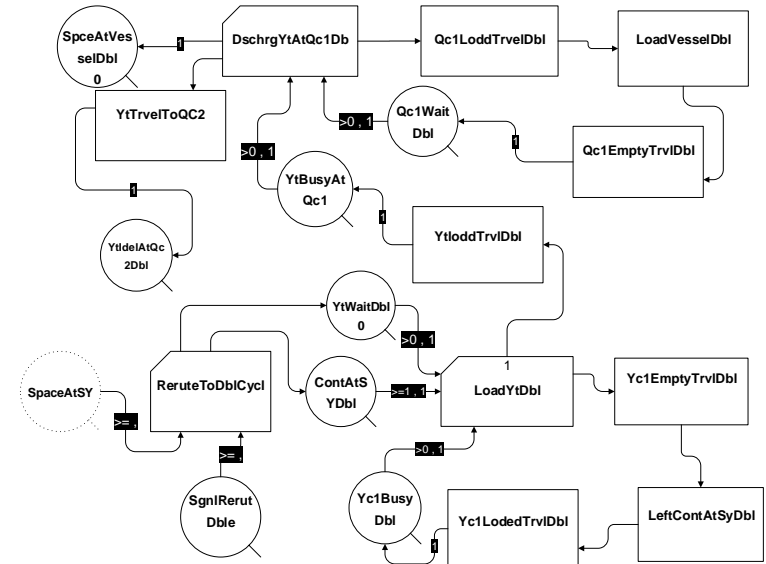 SpceAtVes
selDbl
0
1
DschrgYtAtQc1Db
Qc1LoddTrvelDbl
LoadVesselDbl
YtTrvelToQC2
>0 , 1
Qc1Wait
Dbl
1
Qc1EmptyTrvlDbl
>0 , 1
YtBusyAt
Qc1
1
1
YtIdelAtQc
2Dbl
YtloddTrvlDbl
YtWaitDbl
0
>0 , 1
SpaceAtSY
>= ,
ReruteToDblCycl
ContAtS
YDbl
>=1 , 1
1
LoadYtDbl
Yc1EmptyTrvlDbl
>= ,
SgnlRerut
Dble
>0 , 1
Yc1Busy
Dbl
1
Yc1LodedTrvlDbl
LeftContAtSyDbl